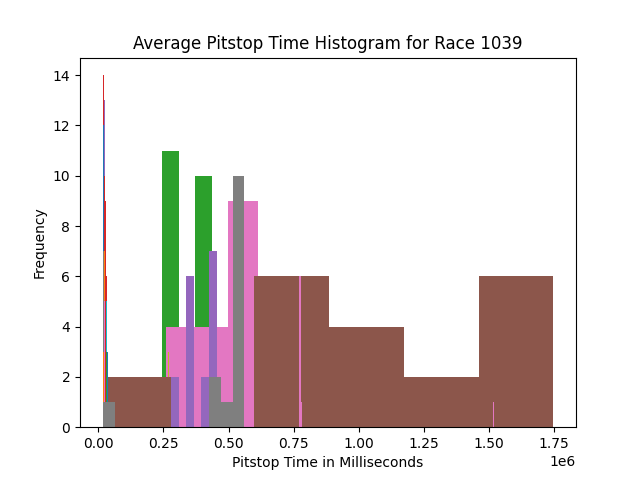 Average Pitstop Time Histogram for Race 1039
14
12
10
8
6
4
2
0
Frequency
0.00 0.25 0.50 0.75 1.00 1.25 1.50 1.75
1e6
Pitstop Time in Milliseconds